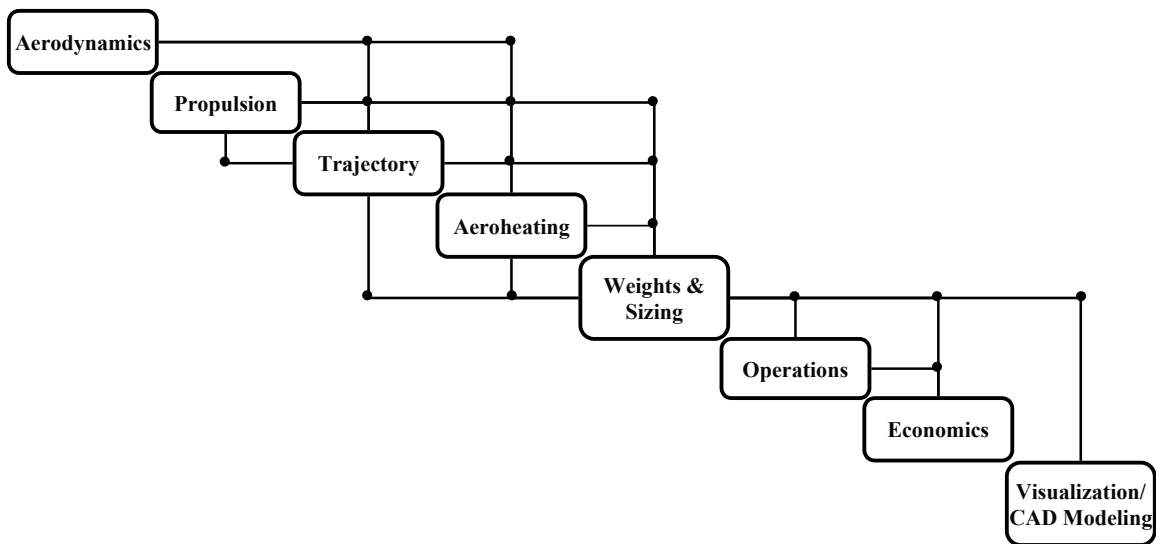 Aerodynamics
Propulsion
Trajectory
Aeroheating
Weights &
Sizing
Operations
Economics
Visualization/
CAD Modeling